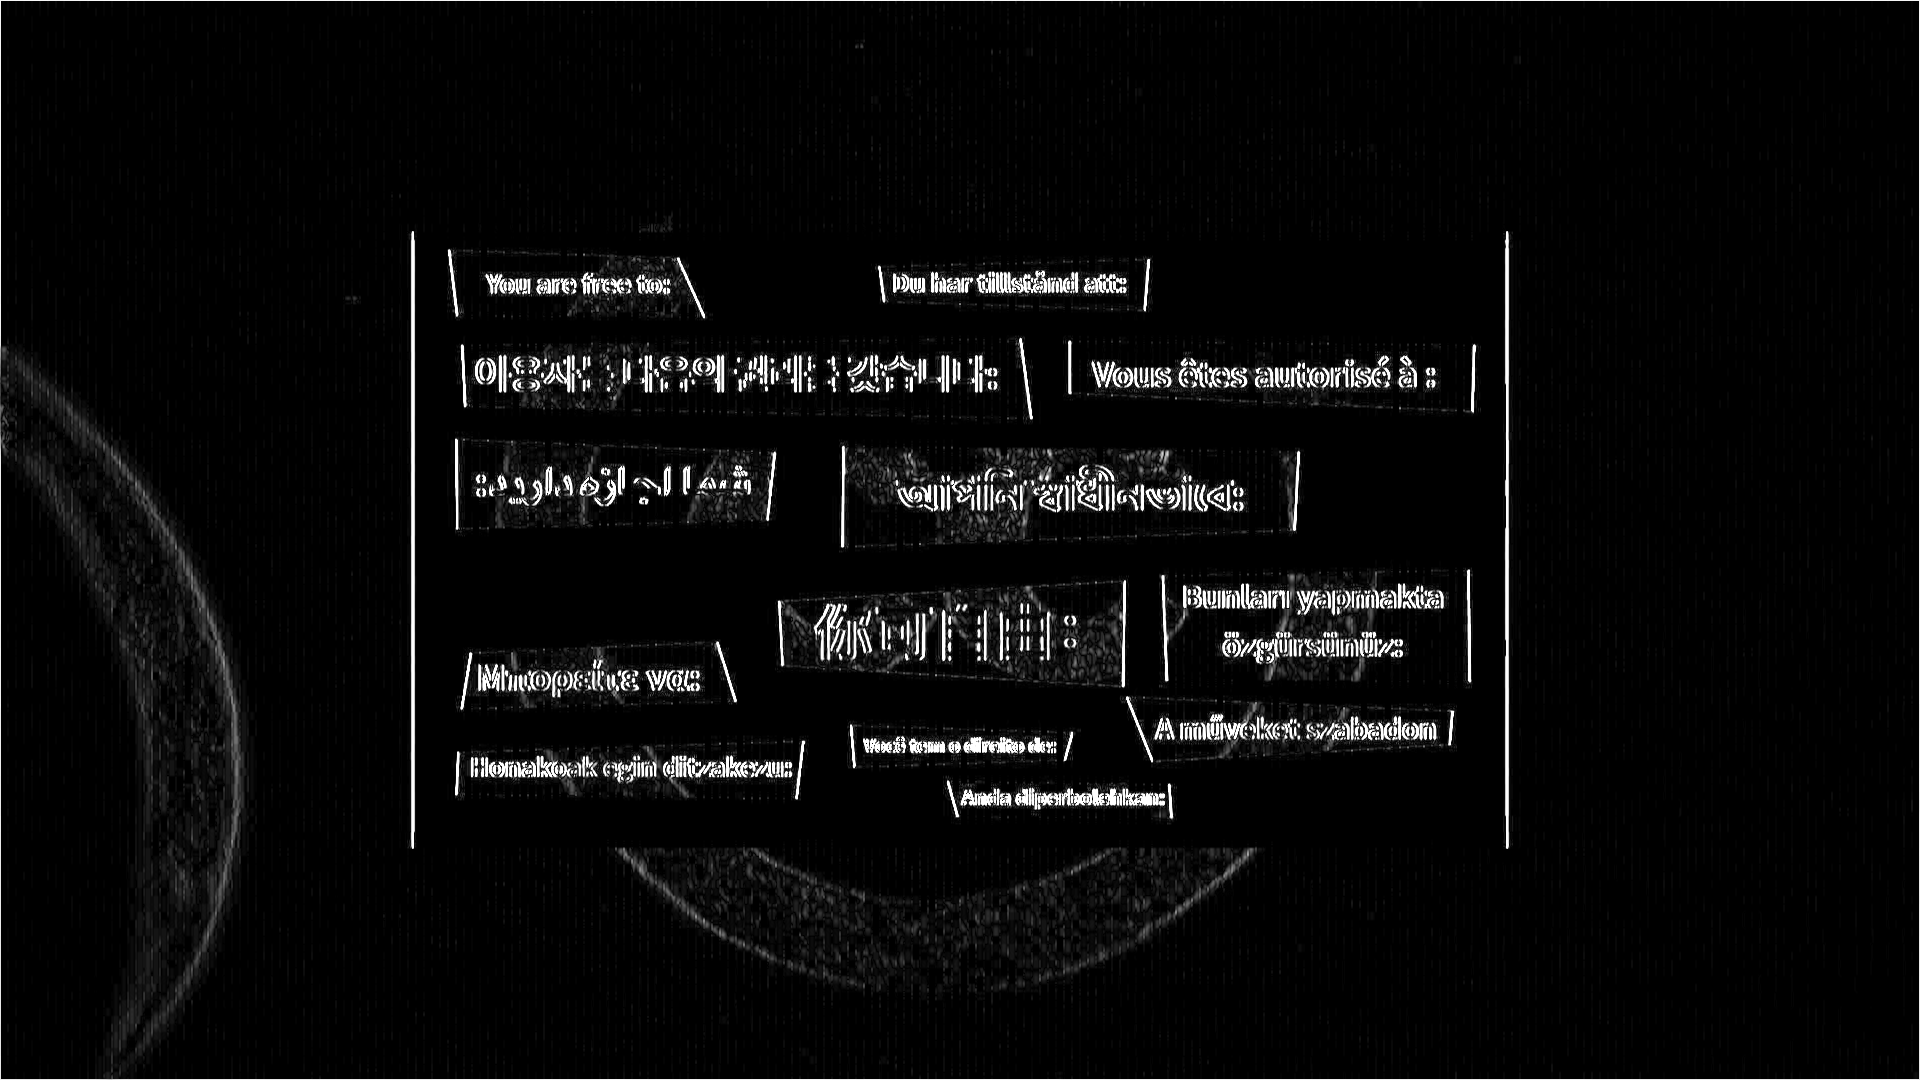 You are free to:
Du har tillstånd att:
이용자는 다음의 권리를 갖습니다:
Vous êtes autorisé à :
شما اجازه دارید:
আপনি স্বাধীনভাবে:
你可自由:
Bunları yapmakta
özgürsünüz:
Μπορείτε να:
A műveket szabadon
Você tem o direito de:
Honakoak egin ditzakezu:
Anda diperbolehkan: